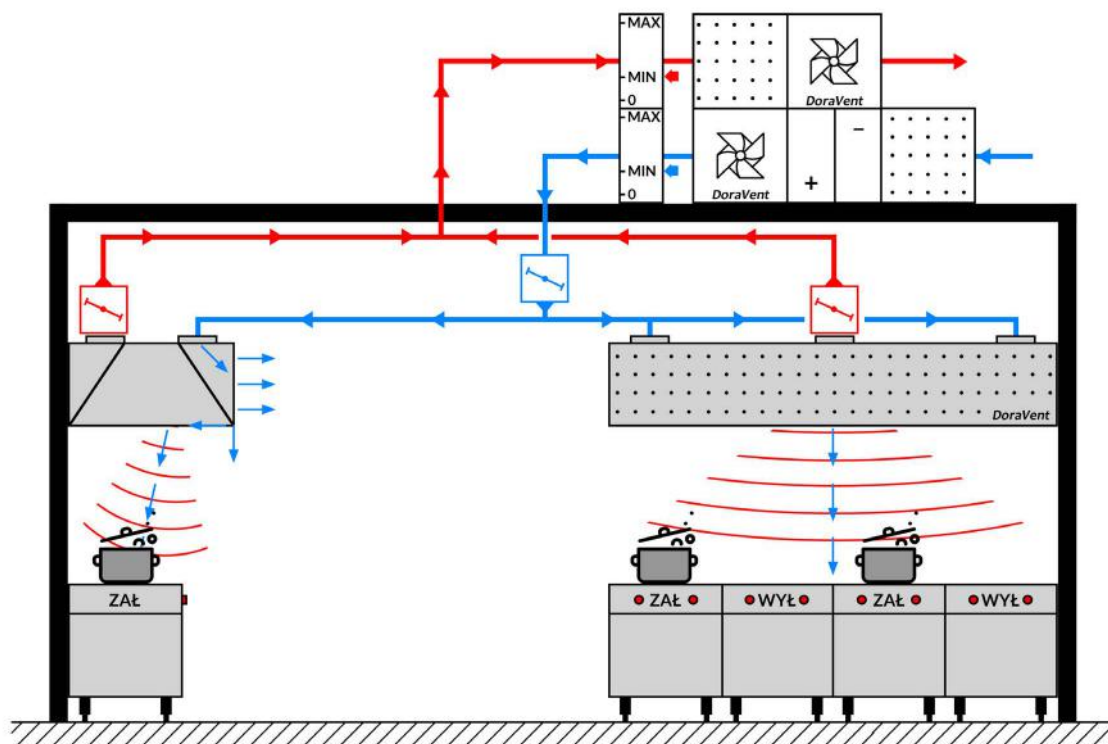 MAX
MIN
0
DoraVent
MAX
MIN
0
DoraVent
+
-
DoraVent
ZAŁ
ZAŁ
WYŁ
ZAŁ
WYŁ